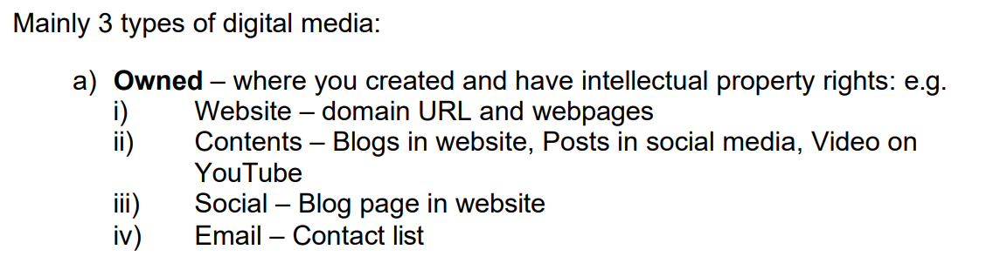 Mainly 3 types of digital media:
a) Owned – where you created and have intellectual property rights: e.g.
i) Website – domain URL and webpages
ii) Contents – Blogs in website, Posts in social media, Video on
YouTube
iii) Social – Blog page in website
iv) Email – Contact list